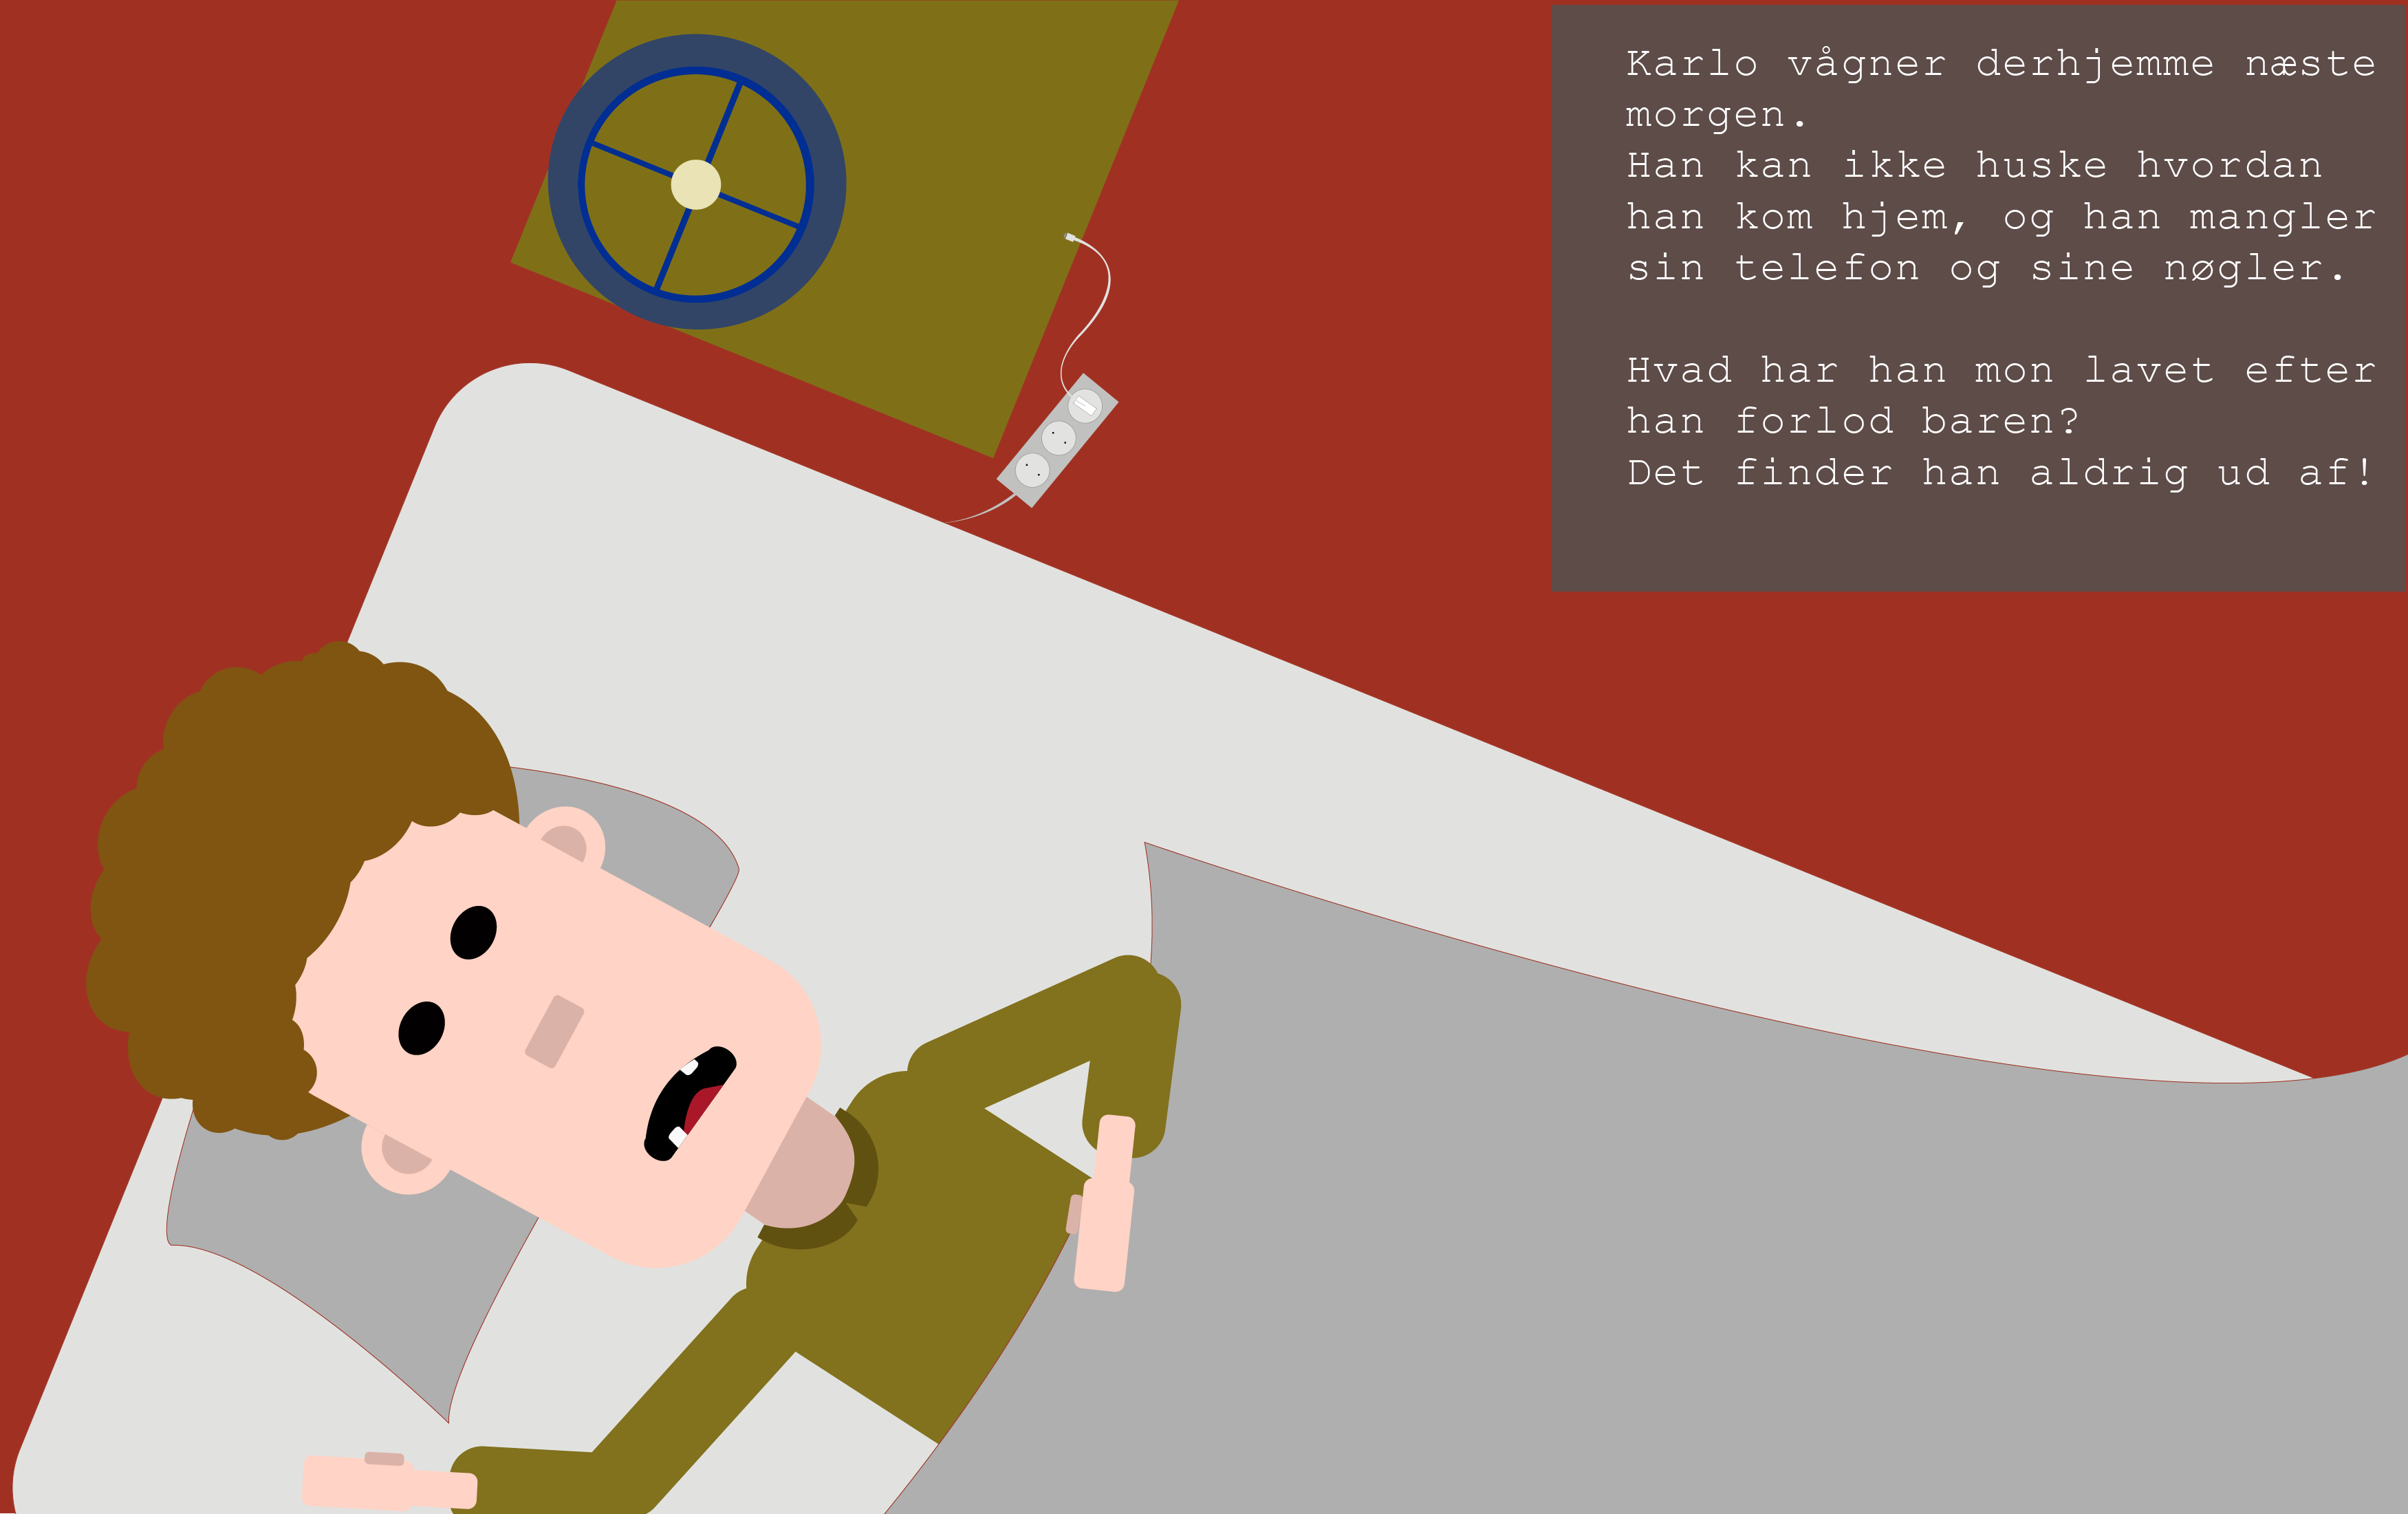 Karlo vågner derhjemme næste
morgen.
Han kan ikke huske hvordan
han kom hjem, og han mangler
sin telefon og sine nøgler.
Hvad har han mon lavet efter
han forlod baren?
Det finder han aldrig ud af!